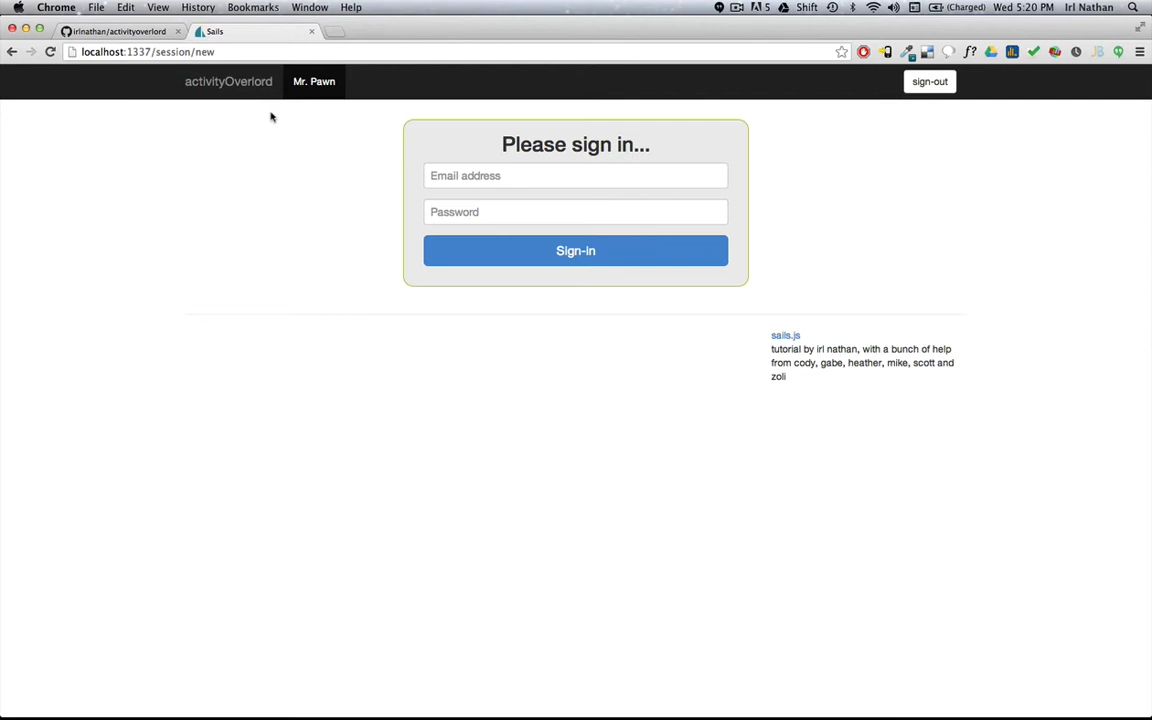 Chrome File Edit View History Bookmarks Window Help
5 Shift (Charged) Wed 5:20 PM Irl Nathan
irlnathan/activityoverlord
Sails
localhost:1337/session/new
f?
JB
activityOverlord
Mr. Pawn
sign-out
Please sign in...
Email address
Password
Sign-in
sails.js
tutorial by irl nathan, with a bunch of help
from cody, gabe, heather, mike, scott and
zoli